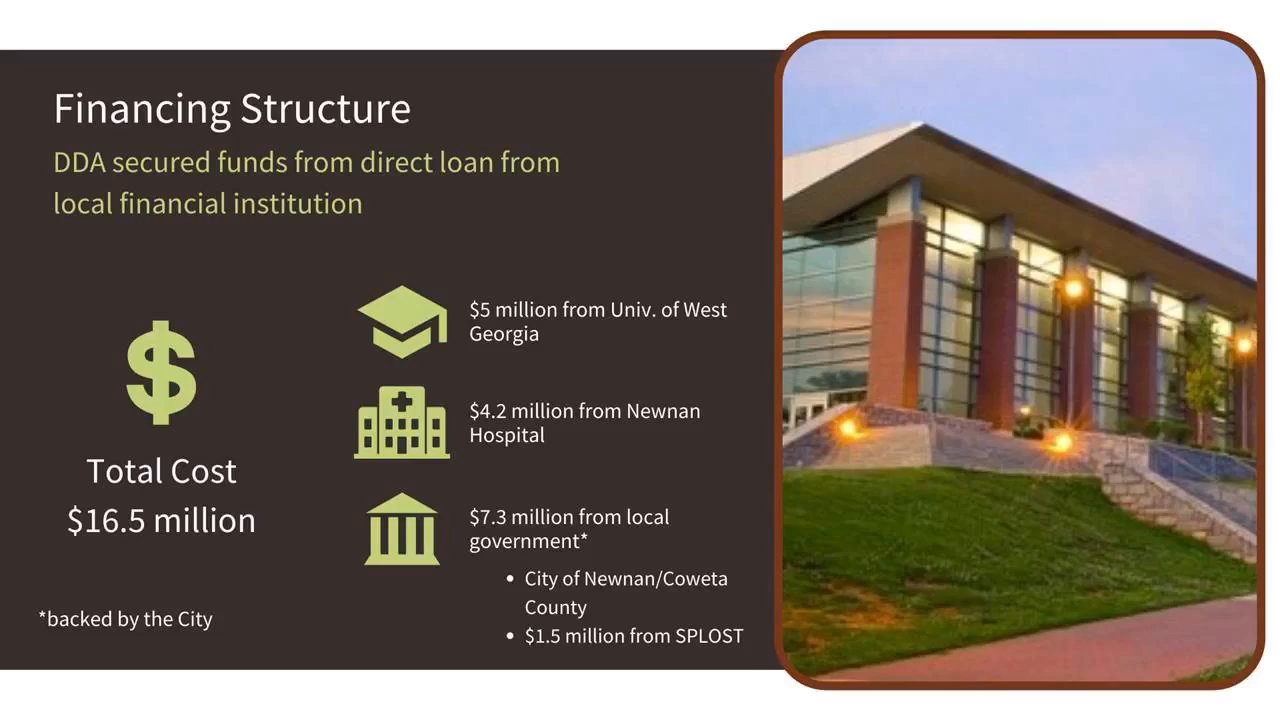 Financing Structure
DDA secured funds from direct loan from
local financial institution
$
Total Cost
$16.5 million
*backed by the City
$5 million from Univ. of West
Georgia
$4.2 million from Newnan
Hospital
$7.3 million from local
government*
• City of Newnan/Coweta
County
• $1.5 million from SPLOST